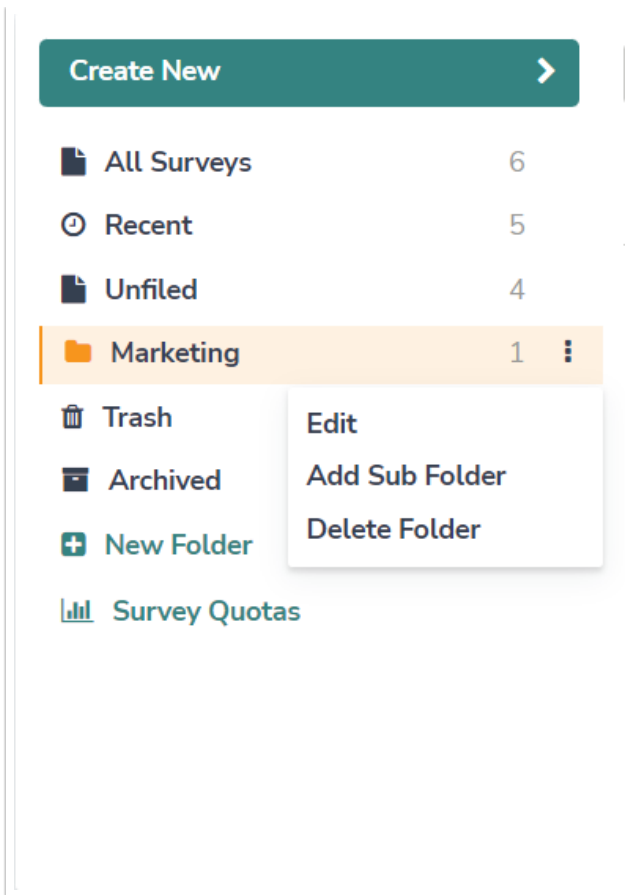 Create New
All Surveys 6
Recent 5
Unfiled 4
Marketing 1
Trash
Edit
Add Sub Folder
Archived
Delete Folder
New Folder
Survey Quotas